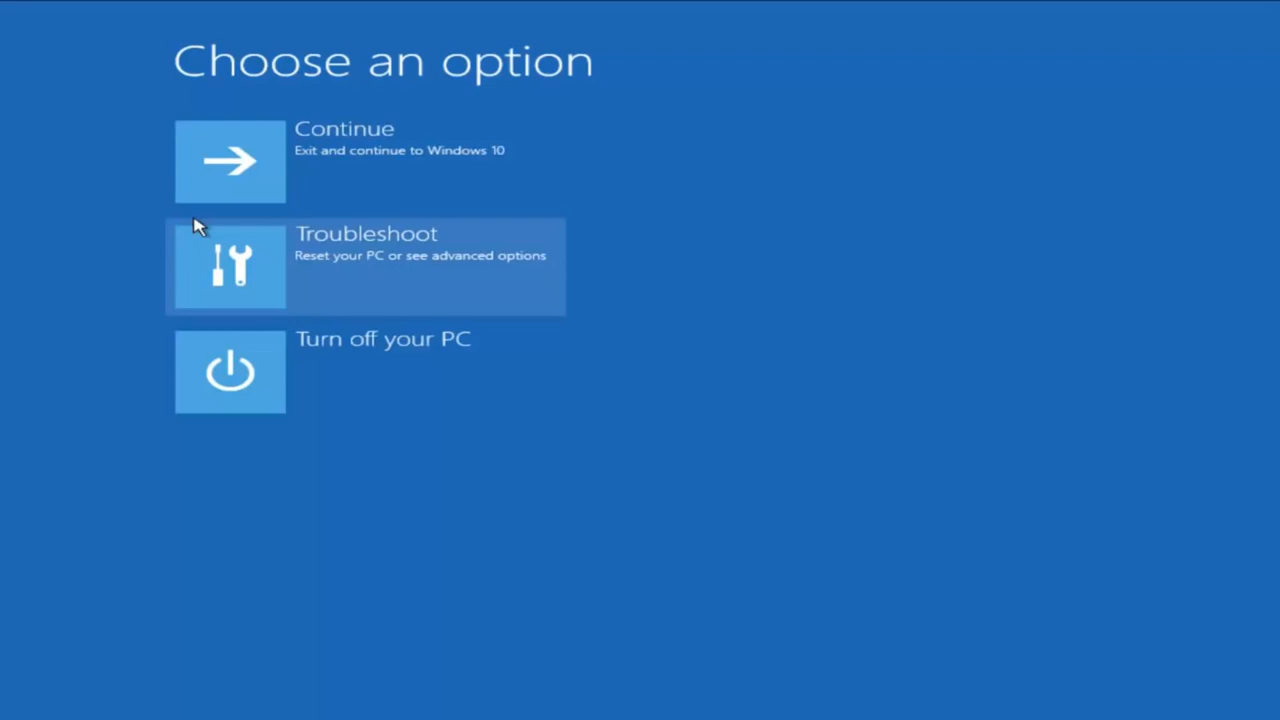 Choose an option
Continue
Exit and continue to Windows 10
Troubleshoot
Reset your PC or see advanced options
Turn off your PC